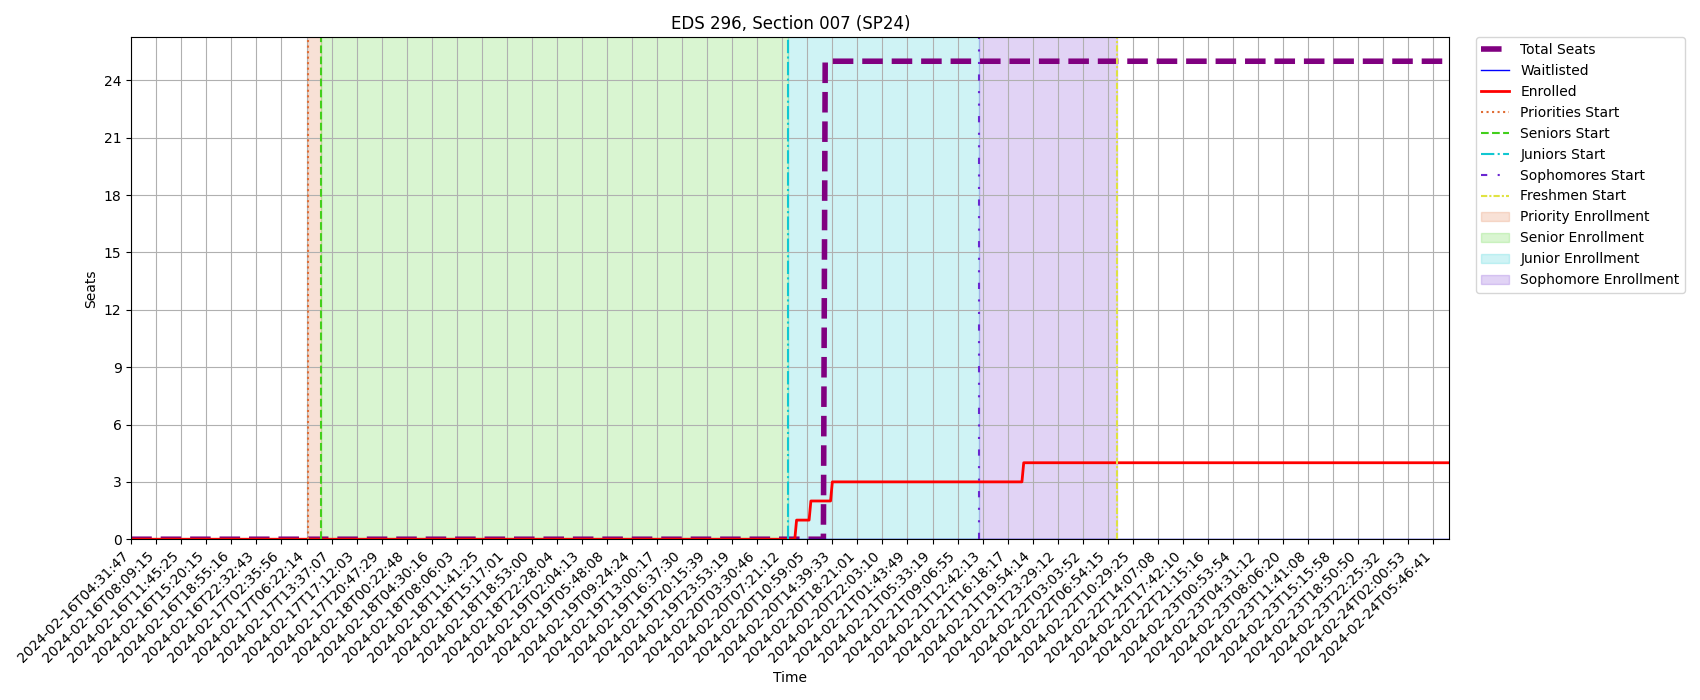 EDS 296, Section 007 (SP24)
Total Seats
Waitlisted
Enrolled
Priorities Start
Seniors Start
Juniors Start
Sophomores Start
Freshmen Start
Priority Enrollment
Senior Enrollment
Junior Enrollment
Sophomore Enrollment
Seats
24
21
18
15
12
9
6
3
0
2024-02-16T04:31:47
2024-02-16T08:09:15
2024-02-16T11:45:25
2024-02-16T15:20:15
2024-02-16T18:55:16
2024-02-16T22:32:43
2024-02-17T02:35:56
2024-02-17T06:22:14
2024-02-17T13:37:07
2024-02-17T17:12:03
2024-02-17T20:47:29
2024-02-18T00:22:48
2024-02-18T04:30:16
2024-02-18T08:06:03
2024-02-18T11:41:25
2024-02-18T15:17:01
2024-02-18T18:53:00
2024-02-18T22:28:04
2024-02-19T02:04:13
2024-02-19T05:48:08
2024-02-19T09:24:24
2024-02-19T13:00:17
2024-02-19T16:37:30
2024-02-19T20:15:39
2024-02-19T23:53:19
2024-02-20T03:30:46
2024-02-20T07:21:12
2024-02-20T10:59:05
2024-02-20T14:39:33
2024-02-20T18:21:01
2024-02-20T22:03:10
2024-02-21T01:43:49
2024-02-21T05:33:19
2024-02-21T09:06:55
2024-02-21T12:42:13
2024-02-21T16:18:17
2024-02-21T19:54:14
2024-02-21T23:29:12
2024-02-22T03:03:52
2024-02-22T06:54:15
2024-02-22T10:29:25
2024-02-22T14:07:08
2024-02-22T17:42:10
2024-02-22T21:15:16
2024-02-23T00:53:54
2024-02-23T04:31:12
2024-02-23T08:06:20
2024-02-23T11:41:08
2024-02-23T15:15:58
2024-02-23T18:50:50
2024-02-23T22:25:32
2024-02-24T02:00:53
2024-02-24T05:46:41
Time